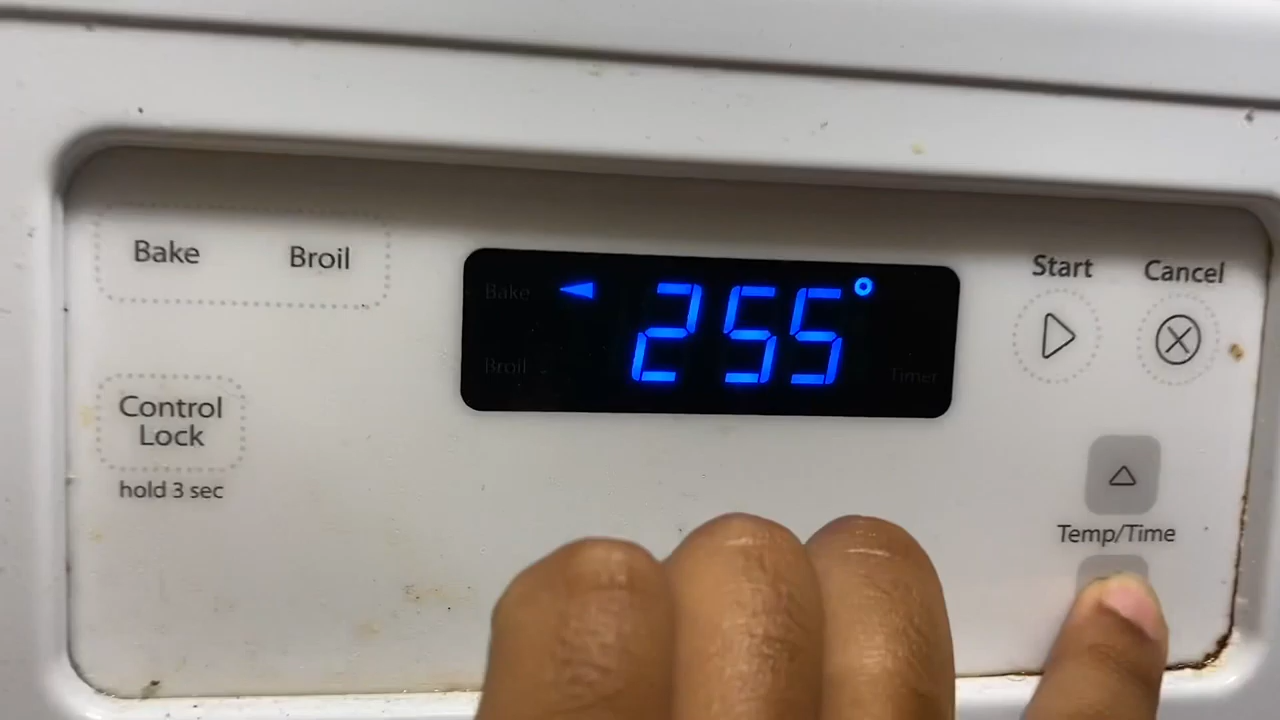 Bake Broil
Start Cancel
Bake 255°
Broil Timer
Control
Lock
hold 3 sec
Temp/Time